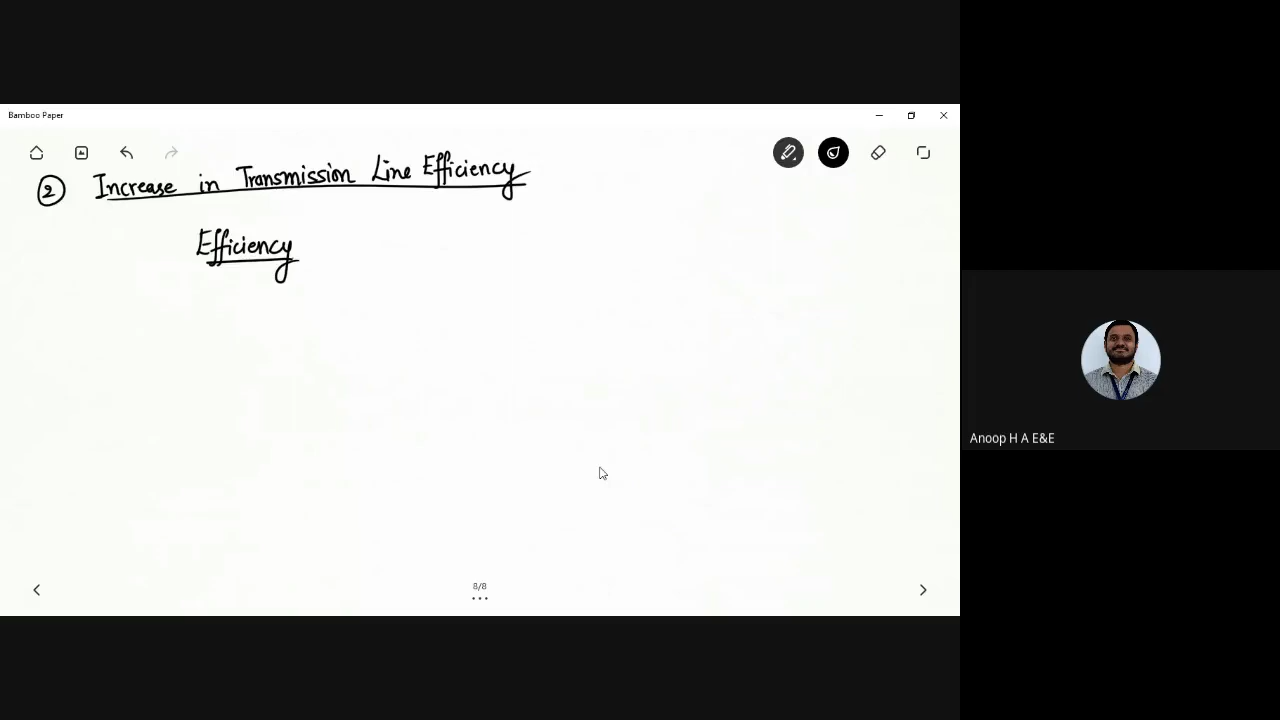 Bamboo Paper
2 Increase in Transmission Line Efficiency
Efficiency
8/8
Anoop H A E&E